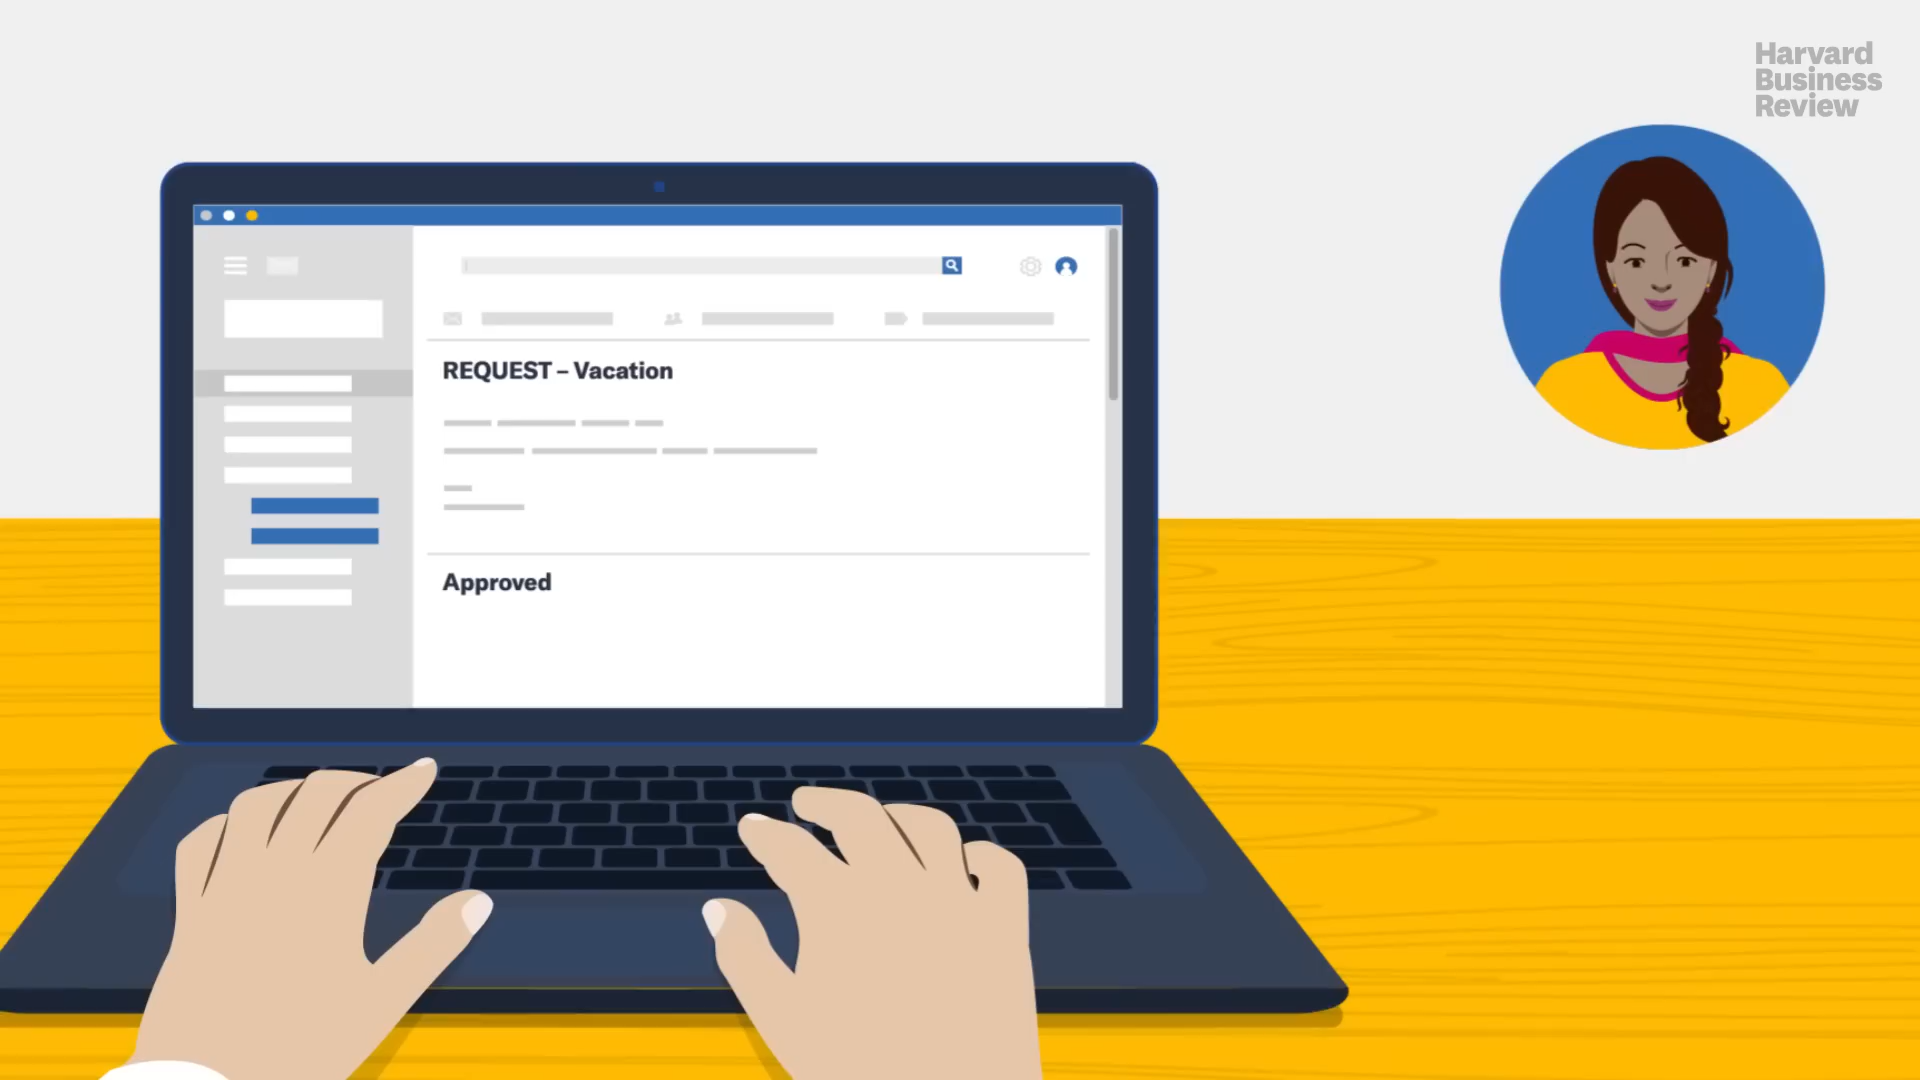 Harvard
Business
Review
REQUEST – Vacation
Approved